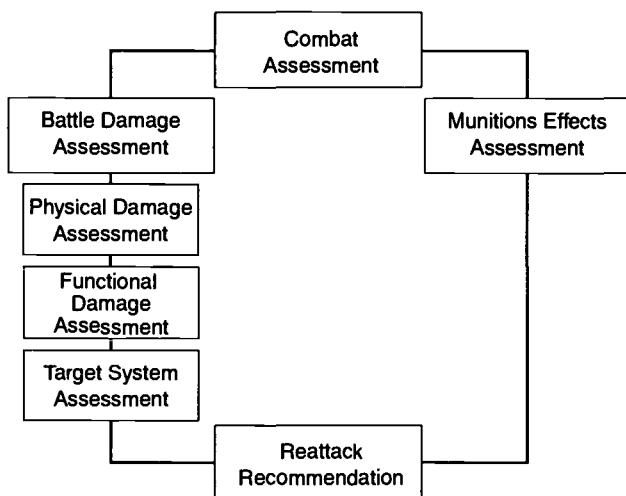 Combat
Assessment
Battle Damage
Assessment
Munitions Effects
Assessment
Physical Damage
Assessment
Functional
Damage
Assessment
Target System
Assessment
Reattack
Recommendation